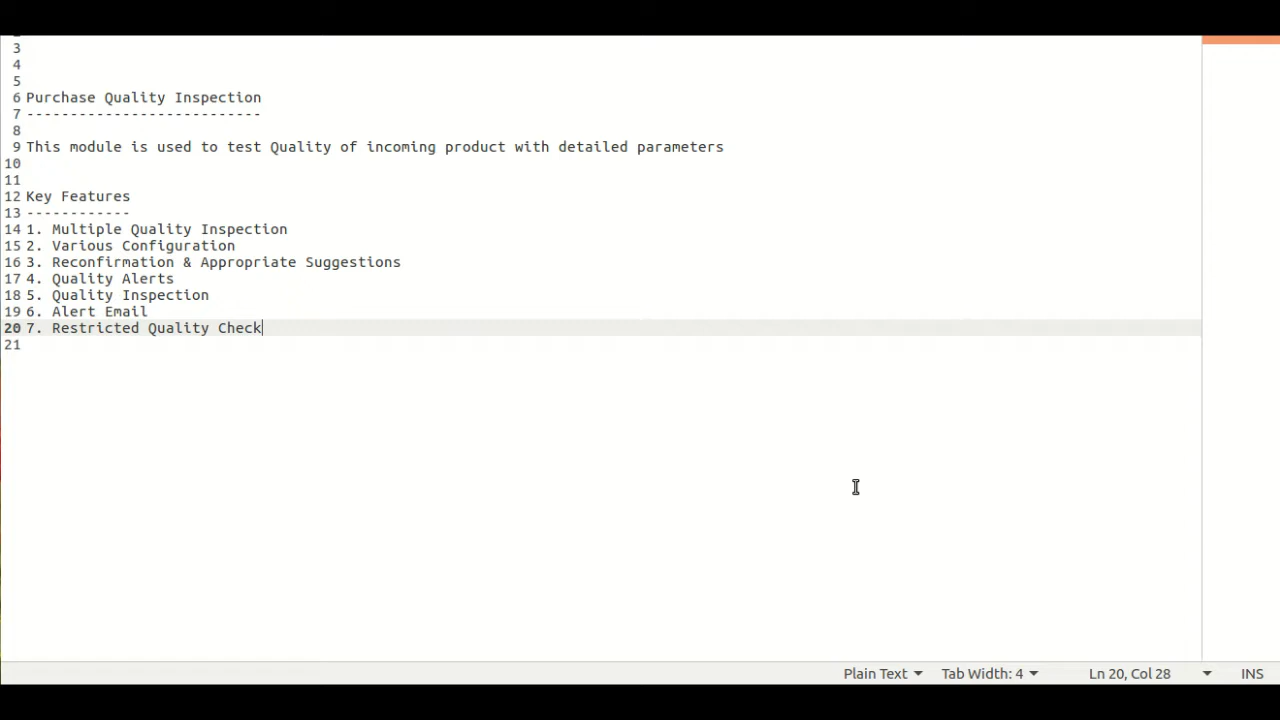 3
4
5
6 Purchase Quality Inspection
7 ---------------------------
8
9 This module is used to test Quality of incoming product with detailed parameters
10
11
12 Key Features
13 ------------
14 1. Multiple Quality Inspection
15 2. Various Configuration
16 3. Reconfirmation & Appropriate Suggestions
17 4. Quality Alerts
18 5. Quality Inspection
19 6. Alert Email
20 7. Restricted Quality Check
21
Plain Text Tab Width: 4 Ln 20, Col 28 INS